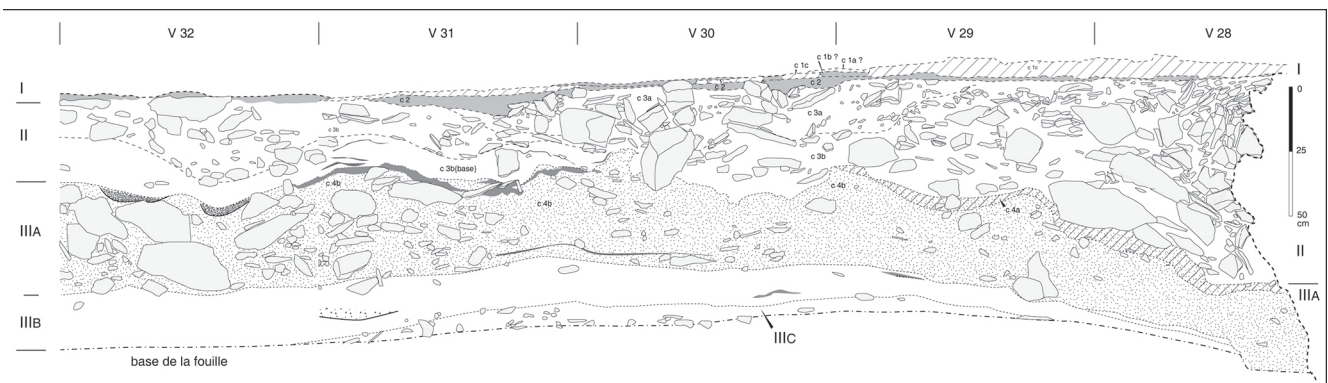 V 32 V 31 V 30 V 29 V 28
c 1b ?
c 1a ?
c 1c
c 1c
I
I
0
c 2
c 2
c 2
c 3a
c 3a
II
c 3b
25
c 3b
c 3b(base)
c 4b
c 4b
c 4b
c 4a
50
cm
IIIA
II
IIIA
IIIB
IIIC
base de la fouille